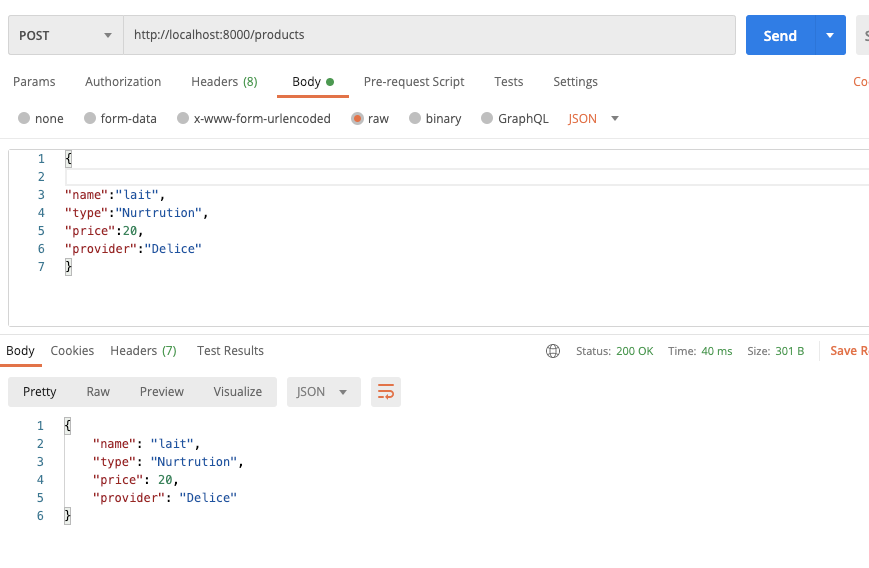 POST http://localhost:8000/products Send S
Params Authorization Headers (8) Body Pre-request Script Tests Settings Co
none form-data x-www-form-urlencoded raw binary GraphQL JSON
1 {
2
3 "name":"lait",
4 "type":"Nurtrution",
5 "price":20,
6 "provider":"Delice"
7 }
Body Cookies Headers (7) Test Results Status: 200 OK Time: 40 ms Size: 301 B Save R
Pretty Raw Preview Visualize JSON
1 {
2 "name": "lait",
3 "type": "Nurtrution",
4 "price": 20,
5 "provider": "Delice"
6 }